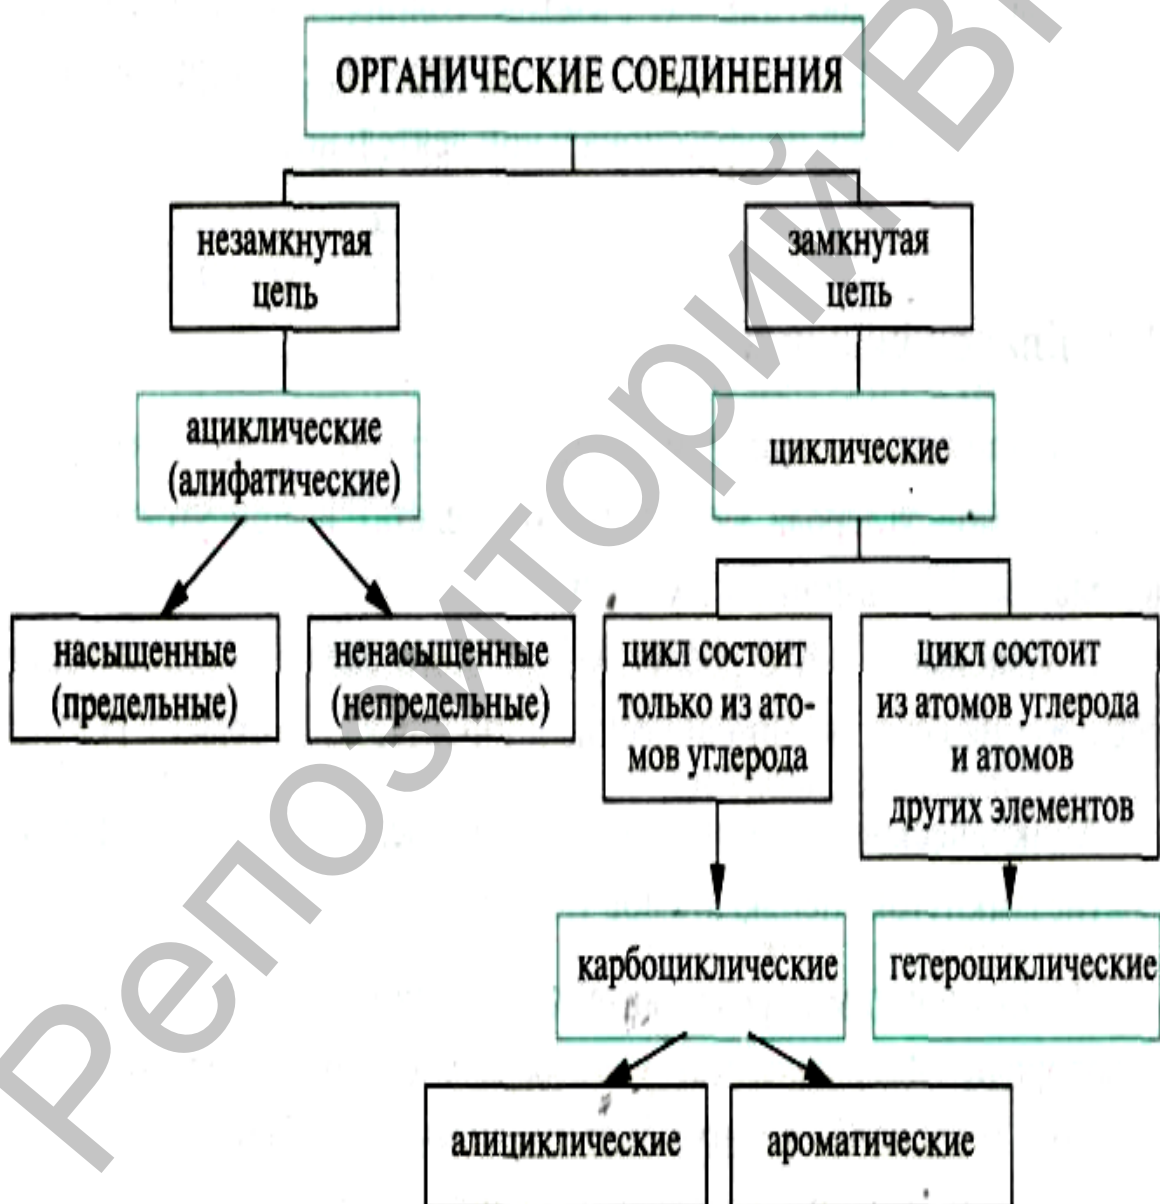 ОРГАНИЧЕСКИЕ СОЕДИНЕНИЯ
незамкнутая
цепь
замкнутая
цепь
ациклические
(алифатические)
циклические
насыщенные
(предельные)
ненасыщенные
(непредельные)
цикл состоит
только из ато-
мов углерода
цикл состоит
из атомов углерода
и атомов
других элементов
карбоциклические
гетероциклические
алициклические
ароматические
Репозиторий